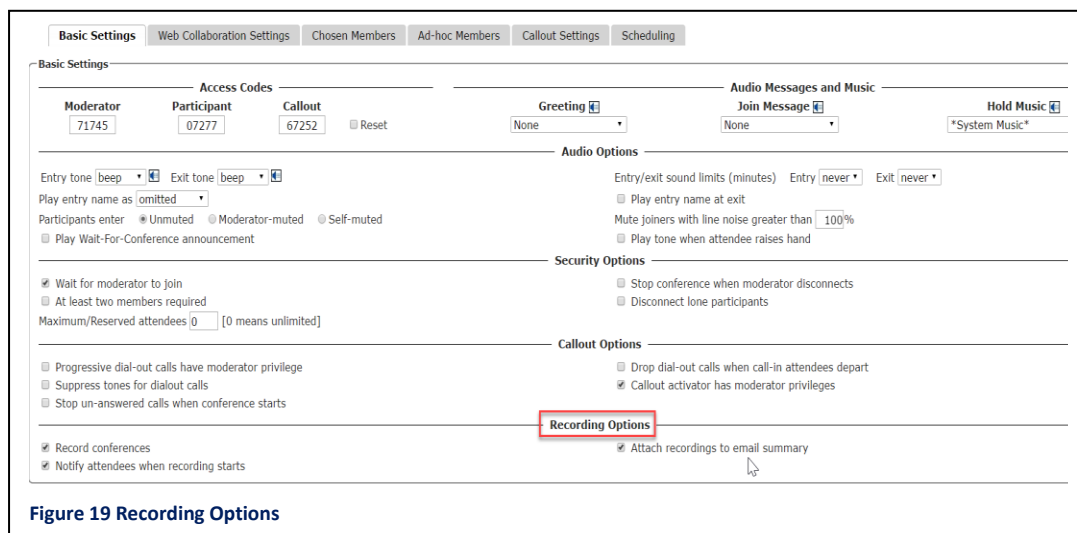 Basic Settings Web Collaboration Settings Chosen Members Ad-hoc Members Callout Settings Scheduling
Basic Settings
Access Codes Audio Messages and Music
Moderator Participant Callout Greeting Join Message Hold Music
71745 07277 67252 Reset None None *System Music*
Audio Options
Entry tone beep Exit tone beep Entry/exit sound limits (minutes) Entry never Exit never
Play entry name as omitted Play entry name at exit
Participants enter Unmuted Moderator-muted Self-muted Mute joiners with line noise greater than 100%
Play Wait-For-Conference announcement Play tone when attendee raises hand
Security Options
Wait for moderator to join Stop conference when moderator disconnects
At least two members required Disconnect lone participants
Maximum/Reserved attendees 0 [0 means unlimited]
Callout Options
Progressive dial-out calls have moderator privilege Drop dial-out calls when call-in attendees depart
Suppress tones for dialout calls Callout activator has moderator privileges
Stop un-answered calls when conference starts
Recording Options
Record conferences Attach recordings to email summary
Notify attendees when recording starts
Figure 19 Recording Options